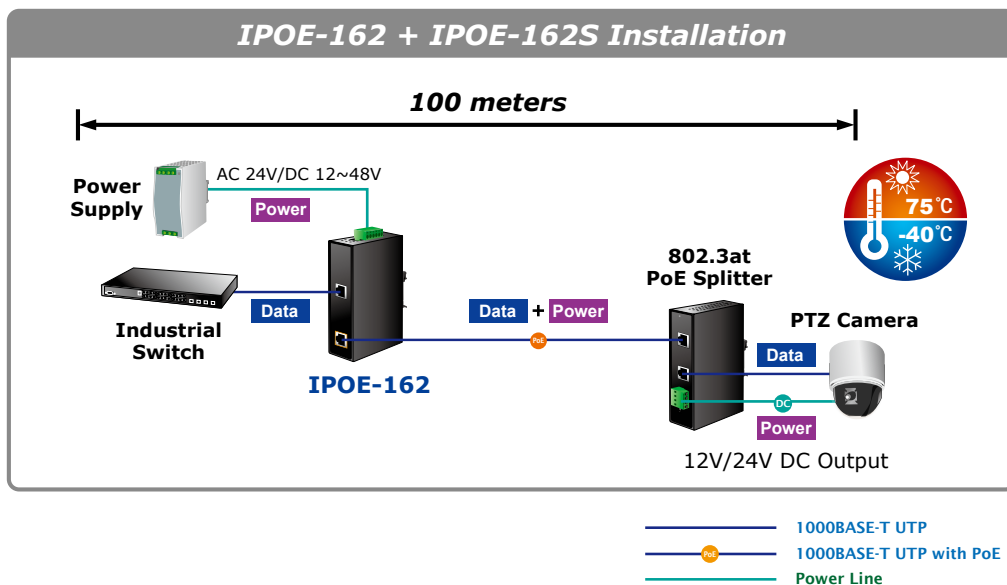 IPOE-162 + IPOE-162S Installation
100 meters
Power
Supply
AC 24V/DC 12~48V
Power
75°C
-40°C
802.3at
PoE Splitter
Industrial
Switch
Data
Data + Power
PoE
PTZ Camera
IPOE-162
Data
DC
Power
12V/24V DC Output
1000BASE-T UTP
PoE
1000BASE-T UTP with PoE
Power Line